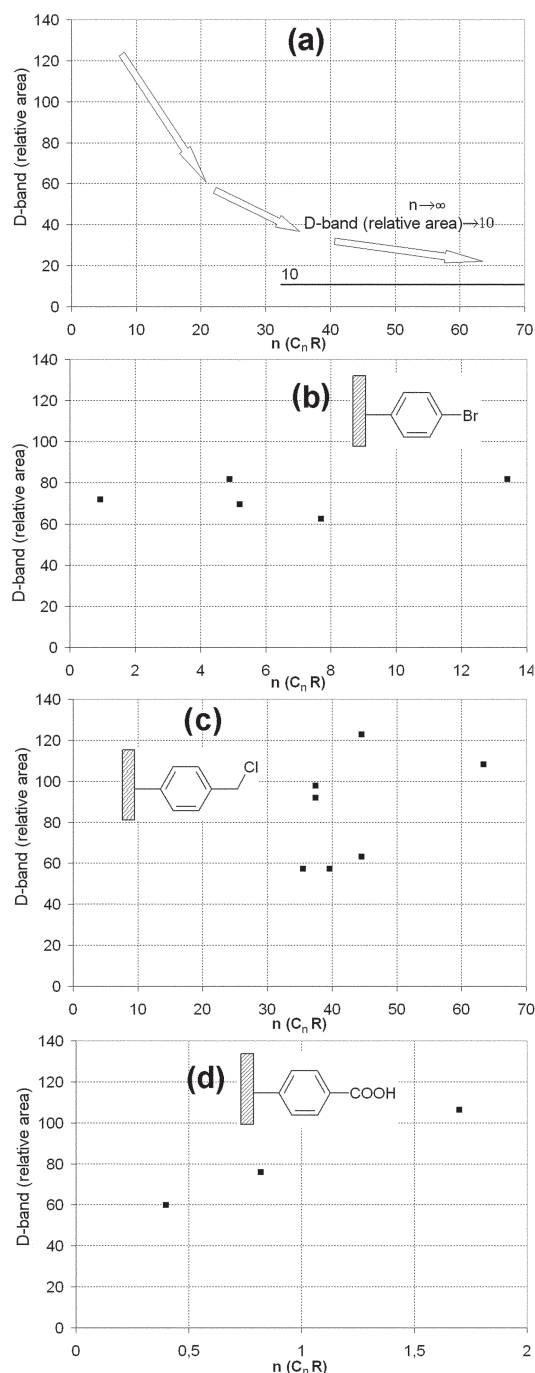 (a)
140
120
100
80
60
40
20
0
D-band (relative area)
n→∞
D-band (relative area)→10
10
0 10 20 30 40 50 60 70
n (CₙR)
(b)
Br
140
120
100
80
60
40
20
0
D-band (relative area)
0 2 4 6 8 10 12 14
n (CₙR)
(c)
Cl
140
120
100
80
60
40
20
0
D-band (relative area)
0 10 20 30 40 50 60 70
n (CₙR)
(d)
COOH
140
120
100
80
60
40
20
0
D-band (relative area)
0 0,5 1 1,5 2
n (CₙR)